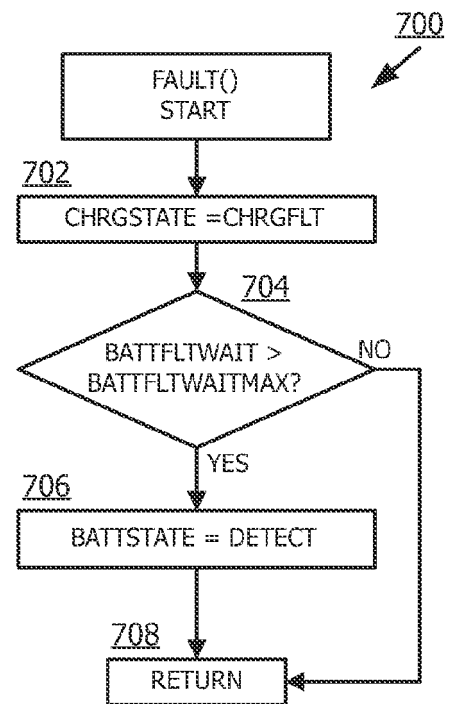 700
FAULT()
START
702
CHRGSTATE =CHRGFLT
704
BATTFLTWAIT >
BATTFLTWAITMAX?
NO
YES
706
BATTSTATE = DETECT
708
RETURN